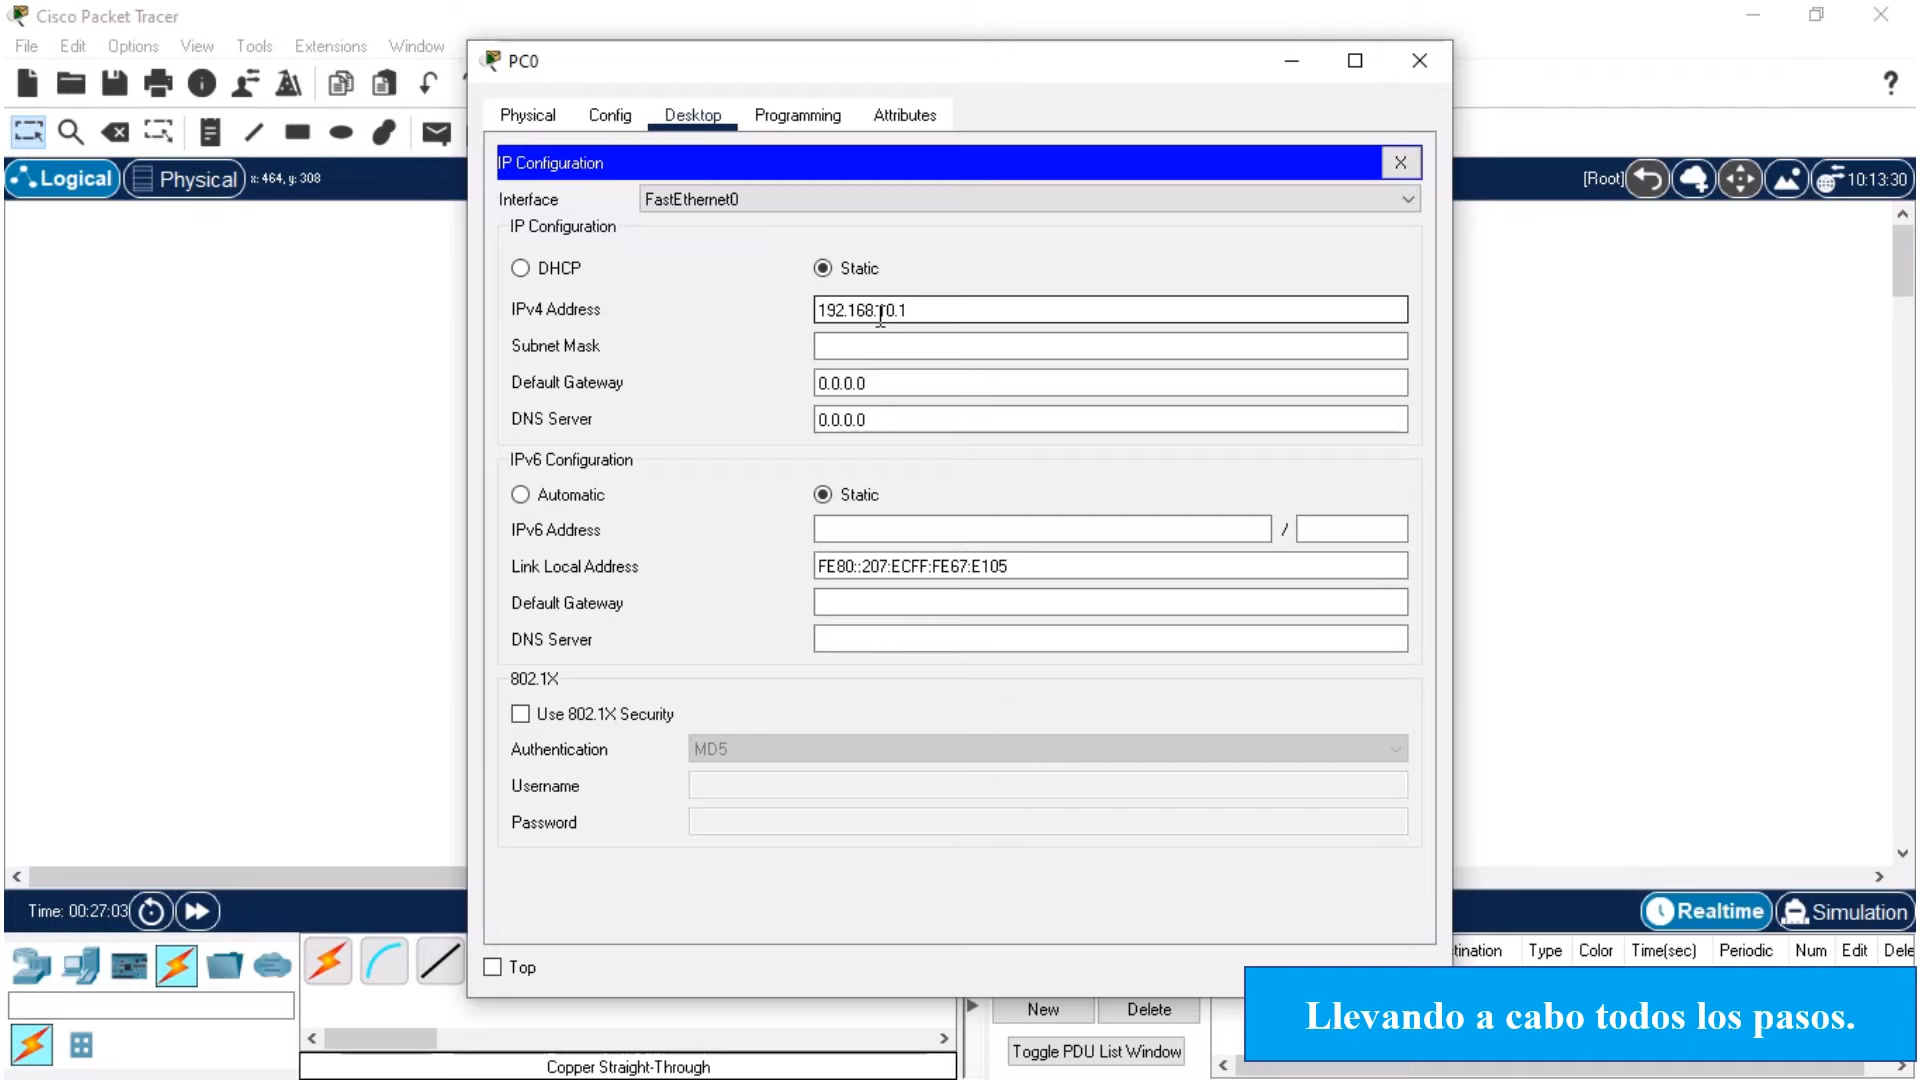 Cisco Packet Tracer
File Edit Options View Tools Extensions Window
PC0
Physical Config Desktop Programming Attributes
IP Configuration X
Logical Physical x: 464, y: 308
[Root] 10:13:30
Interface FastEthernet0
IP Configuration
DHCP Static
IPv4 Address 192.168.10.1
Subnet Mask
Default Gateway 0.0.0.0
DNS Server 0.0.0.0
IPv6 Configuration
Automatic Static
IPv6 Address /
Link Local Address FE80::207:ECFF:FE67:E105
Default Gateway
DNS Server
802.1X
Use 802.1X Security
Authentication MD5
Username
Password
Time: 00:27:03
Realtime Simulation
Top
tination Type Color Time(sec) Periodic Num Edit Dele
New Delete
Llevando a cabo todos los pasos.
Toggle PDU List Window
Copper Straight-Through